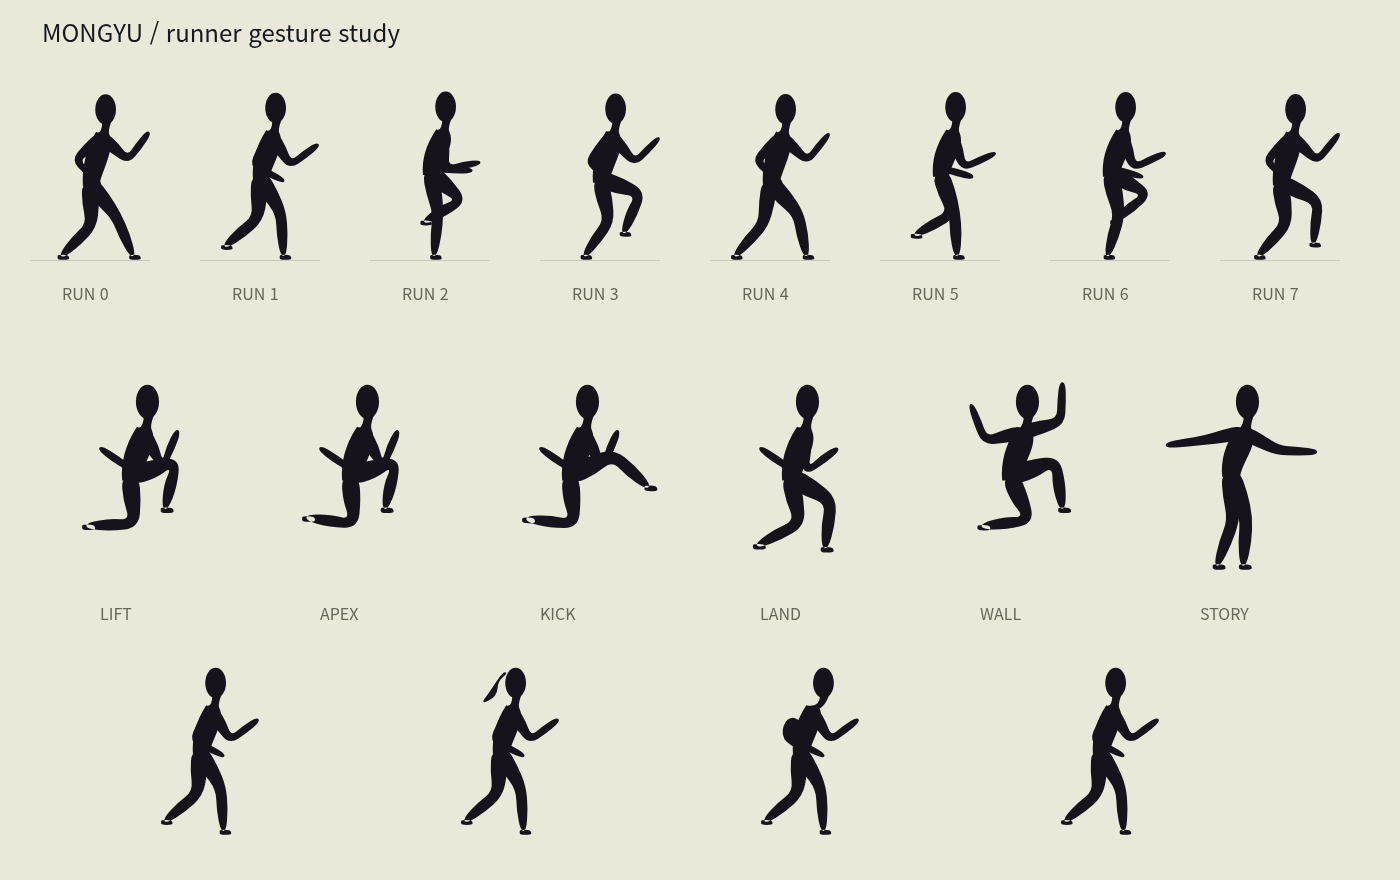 MONGYU / runner gesture study
RUN 0 RUN 1 RUN 2 RUN 3 RUN 4 RUN 5 RUN 6 RUN 7
LIFT APEX KICK LAND WALL STORY